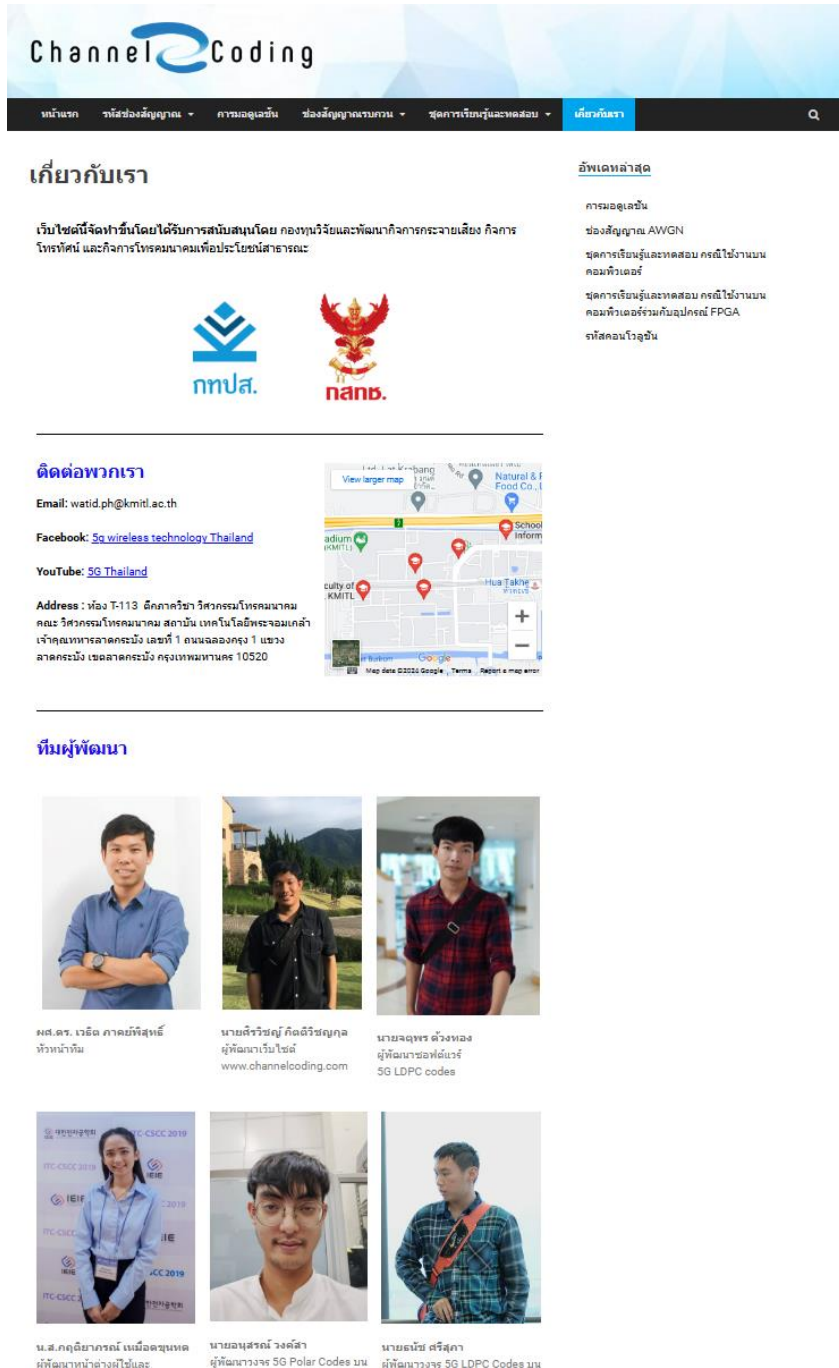 Channel Coding
หน้าแรก รหัสช่องสัญญาณ การมอดูเลชั่น ช่องสัญญาณรบกวน ชุดการเรียนรู้และทดสอบ เกี่ยวกับเรา
เกี่ยวกับเรา
เว็บไซต์นี้จัดทำขึ้นโดยได้รับการสนับสนุนโดย กองทุนวิจัยและพัฒนากิจการกระจายเสียง กิจการ
โทรทัศน์ และกิจการโทรคมนาคมเพื่อประโยชน์สาธารณะ
กทปส. กสทช.
อัพเดทล่าสุด
การมอดูเลชัน
ช่องสัญญาณ AWGN
ชุดการเรียนรู้และทดสอบ กรณีใช้งานบน
คอมพิวเตอร์
ชุดการเรียนรู้และทดสอบ กรณีใช้งานบน
คอมพิวเตอร์ร่วมกับอุปกรณ์ FPGA
รหัสคอนโวลูชัน
ติดต่อพวกเรา
Email: watid.ph@kmitl.ac.th
Facebook: 5g wireless technology Thailand
YouTube: 5G Thailand
Address : ห้อง T-113 ตึกภาควิชา วิศวกรรมโทรคมนาคม
คณะ วิศวกรรมโทรคมนาคม สถาบัน เทคโนโลยีพระจอมเกล้า
เจ้าคุณทหารลาดกระบัง เลขที่ 1 ถนนฉลองกรุง 1 แขวง
ลาดกระบัง เขตลาดกระบัง กรุงเทพมหานคร 10520
View larger map
Natural &
Food Co.,
7
School
Inform
adium
(KMITL)
culty of
KMITL
Hua Takhe
หัวตะเข้
Google
Map data ©2024 Google Terms Report a map error
ทีมผู้พัฒนา
ผศ.ดร. เวธิต ภาคย์พิสุทธิ์
หัวหน้าทีม
นายศิรวิชญ์ กิตติวิชญกุล
ผู้พัฒนาเว็บไซต์
www.channelcoding.com
นายจตุพร ด้วงทอง
ผู้พัฒนาซอฟต์แวร์
5G LDPC codes
ITC-CSCC 2019
IEIE
น.ส.กฤติยาภรณ์ เหมือดขุนทด
ผู้พัฒนาหน้าต่างผู้ใช้และ
นายอนุสรณ์ วงค์สา
ผู้พัฒนาวงจร 5G Polar Codes บน
นายธนัช ศรีสุภา
ผู้พัฒนาวงจร 5G LDPC Codes บน